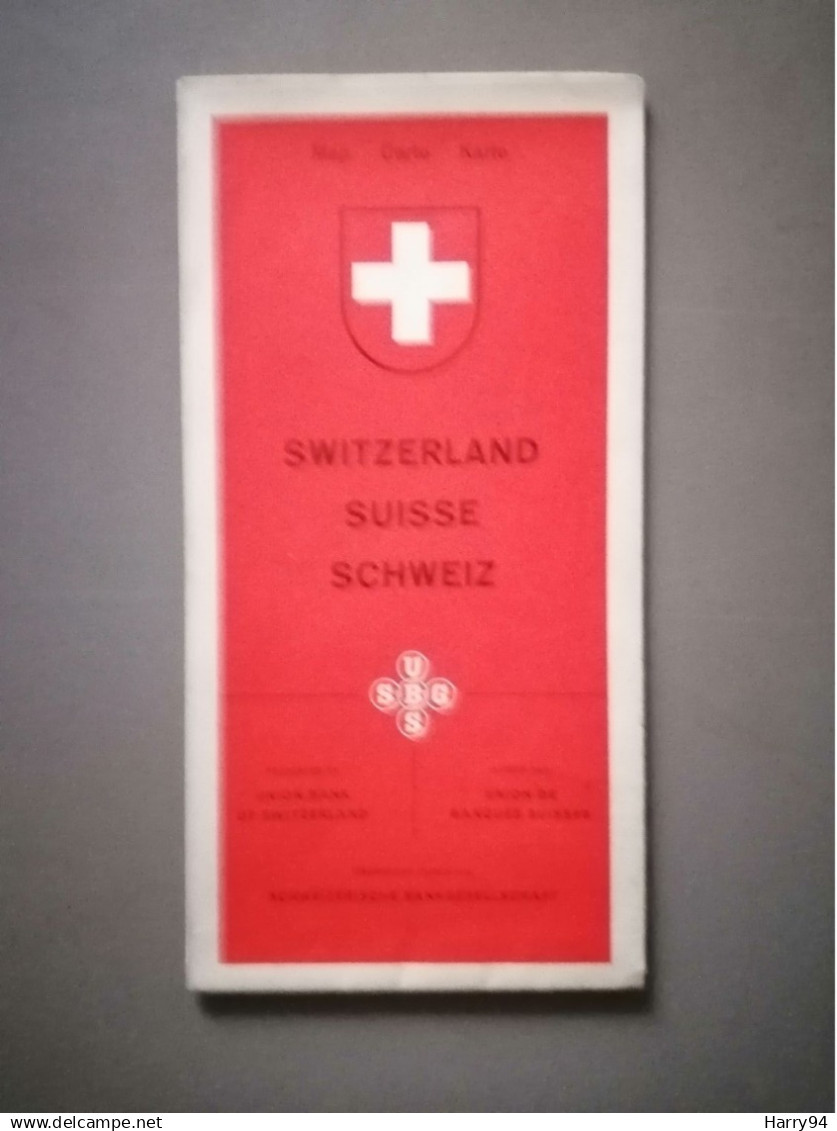 Map Carte Karte
SWITZERLAND
SUISSE
SCHWEIZ
U
SBG
S
UNION BANK
OF SWITZERLAND
UNION DE
BANQUES SUISSES
SCHWEIZERISCHE BANKGESELLSCHAFT
delcampe.net
Harry94